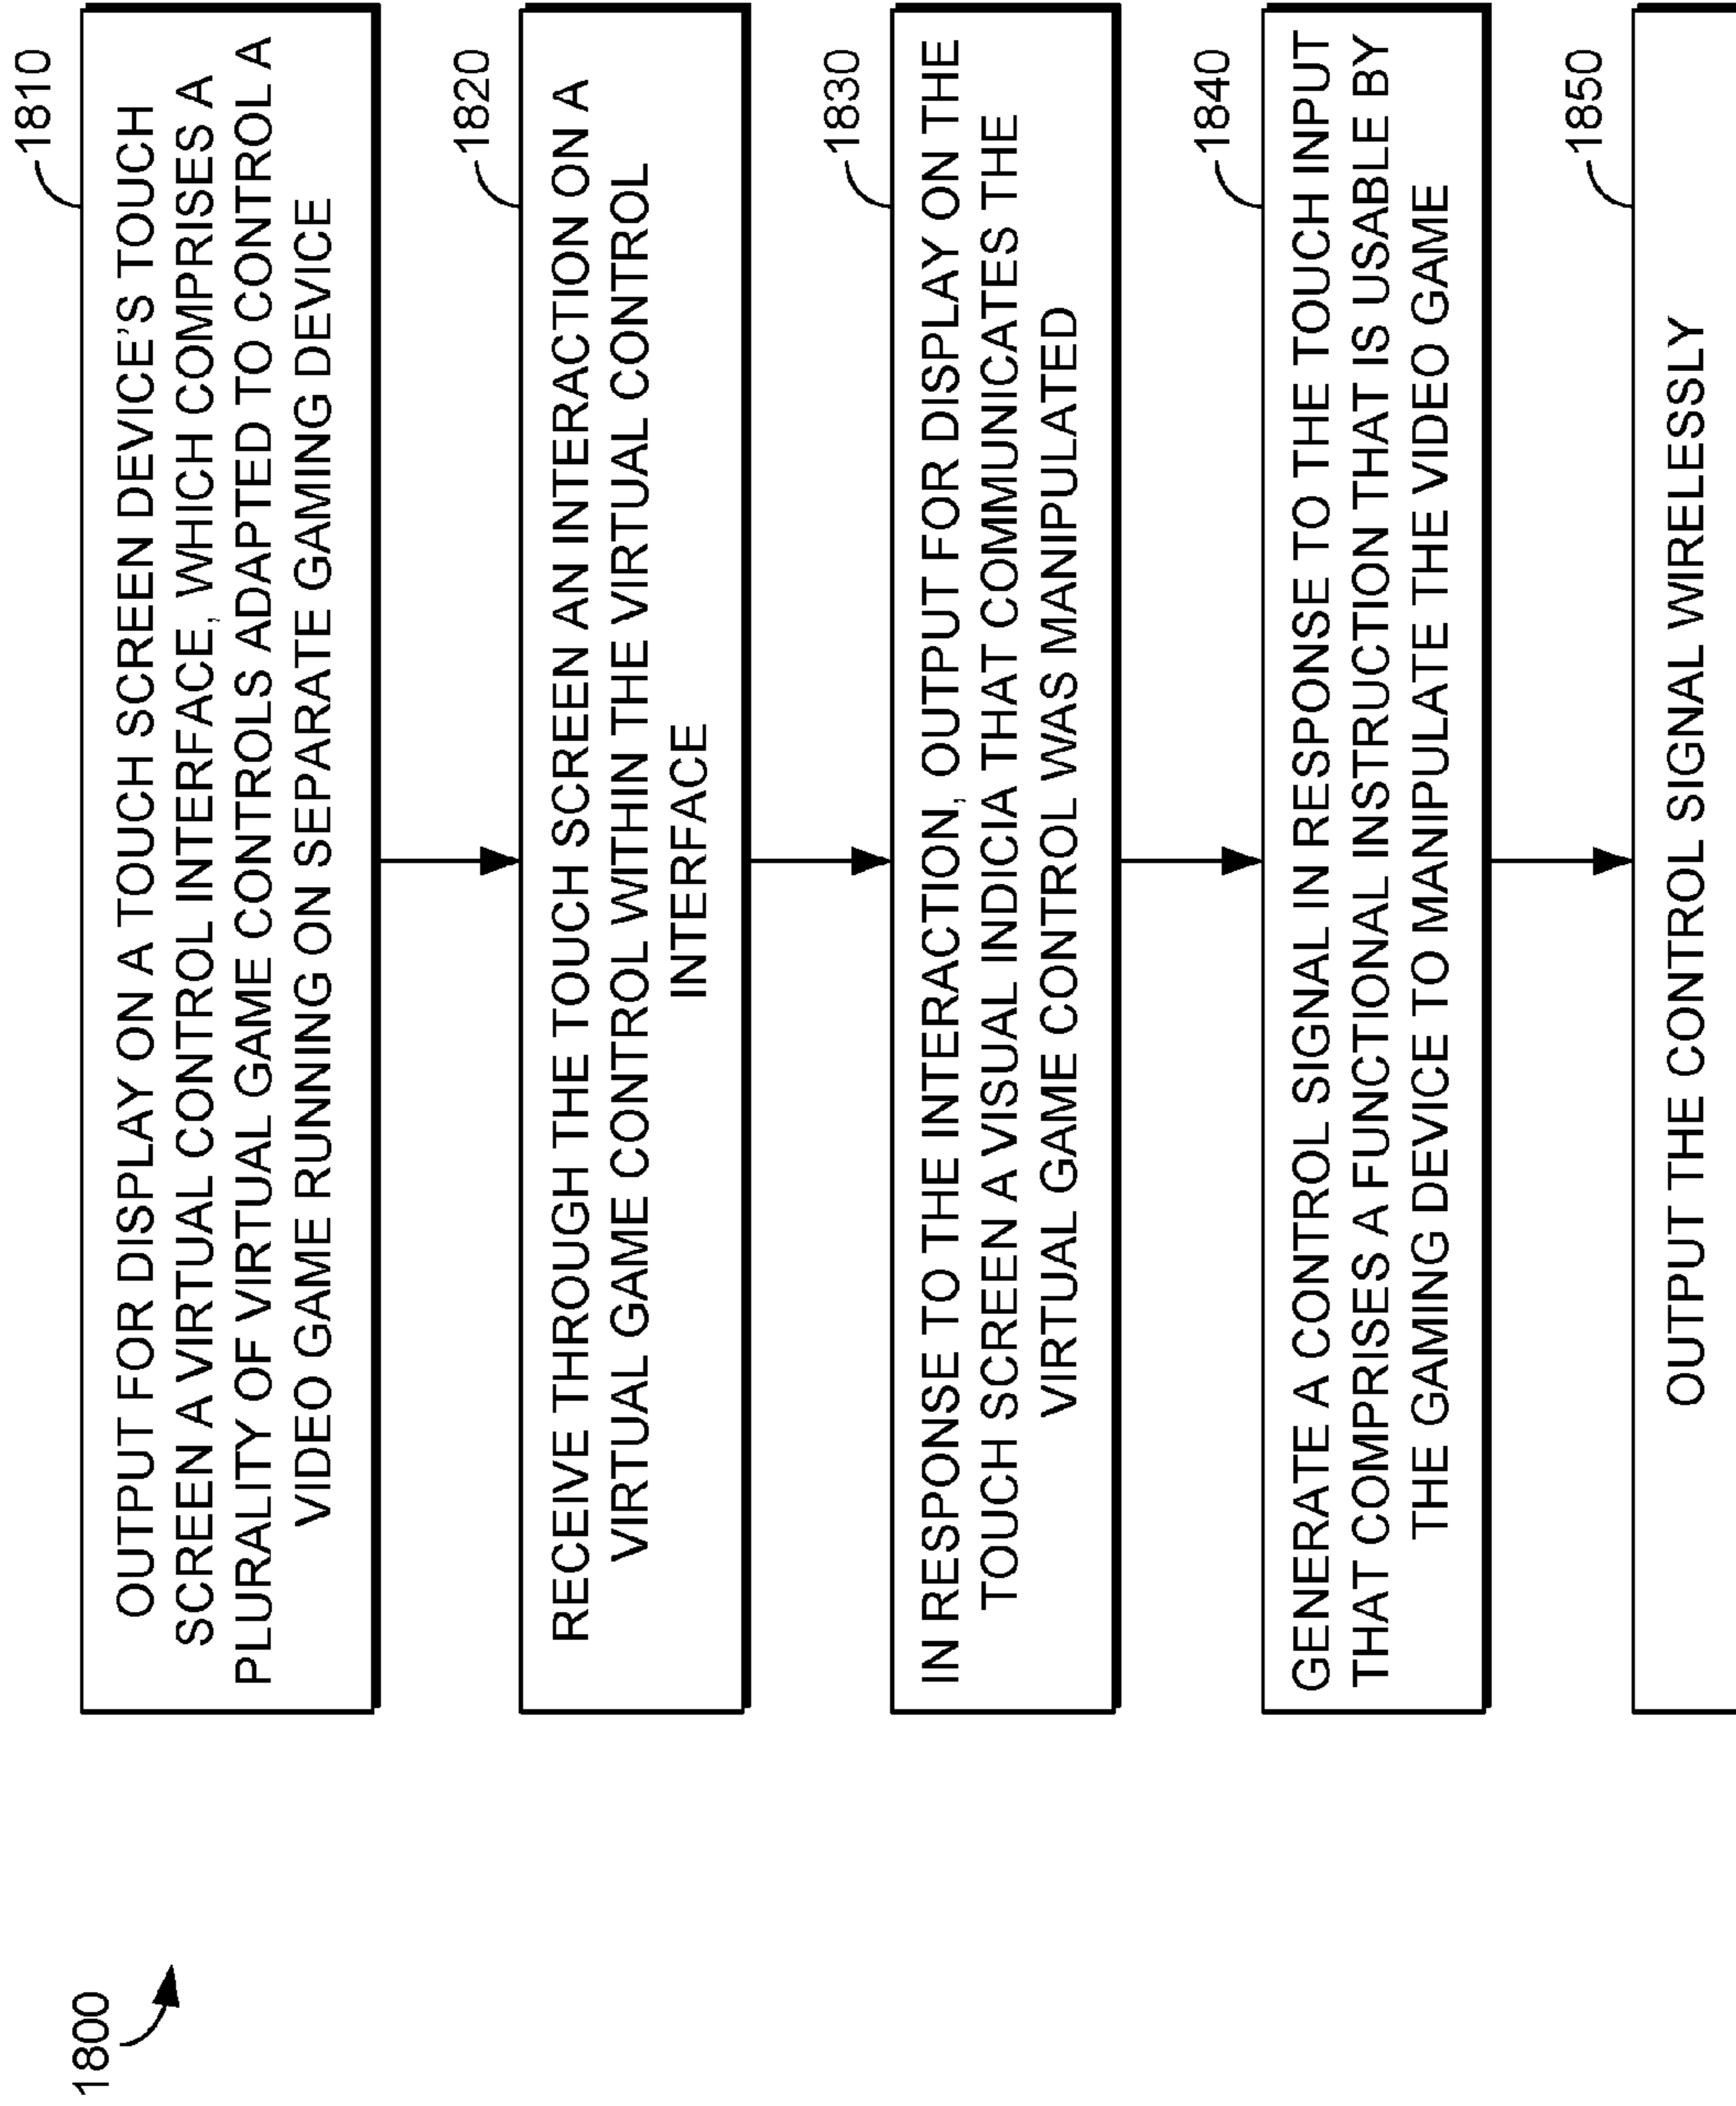 1800
1810
OUTPUT FOR DISPLAY ON A TOUCH SCREEN DEVICE'S TOUCH
SCREEN A VIRTUAL CONTROL INTERFACE, WHICH COMPRISES A
PLURALITY OF VIRTUAL GAME CONTROLS ADAPTED TO CONTROL A
VIDEO GAME RUNNING ON SEPARATE GAMING DEVICE
1820
RECEIVE THROUGH THE TOUCH SCREEN AN INTERACTION ON A
VIRTUAL GAME CONTROL WITHIN THE VIRTUAL CONTROL
INTERFACE
1830
IN RESPONSE TO THE INTERACTION, OUTPUT FOR DISPLAY ON THE
TOUCH SCREEN A VISUAL INDICIA THAT COMMUNICATES THE
VIRTUAL GAME CONTROL WAS MANIPULATED
1840
GENERATE A CONTROL SIGNAL IN RESPONSE TO THE TOUCH INPUT
THAT COMPRISES A FUNCTIONAL INSTRUCTION THAT IS USABLE BY
THE GAMING DEVICE TO MANIPULATE THE VIDEO GAME
1850
OUTPUT THE CONTROL SIGNAL WIRELESSLY